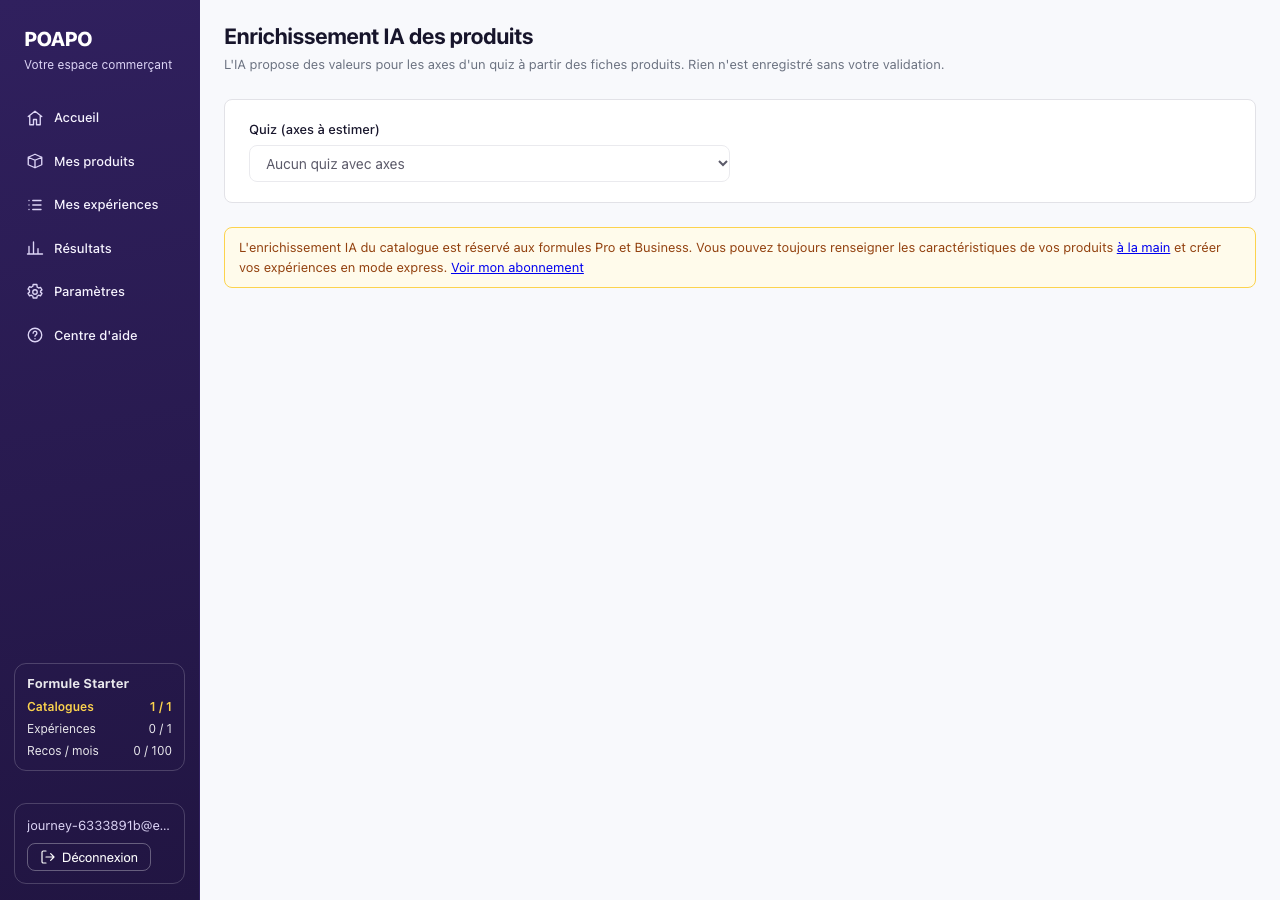 POAPO
Votre espace commerçant
Accueil
Mes produits
Mes expériences
Résultats
Paramètres
Centre d'aide
Formule Starter
Catalogues 1 / 1
Expériences 0 / 1
Recos / mois 0 / 100
journey-6333891b@e...
Déconnexion
Enrichissement IA des produits
L'IA propose des valeurs pour les axes d'un quiz à partir des fiches produits. Rien n'est enregistré sans votre validation.
Quiz (axes à estimer)
Aucun quiz avec axes
L'enrichissement IA du catalogue est réservé aux formules Pro et Business. Vous pouvez toujours renseigner les caractéristiques de vos produits à la main et créer
vos expériences en mode express. Voir mon abonnement